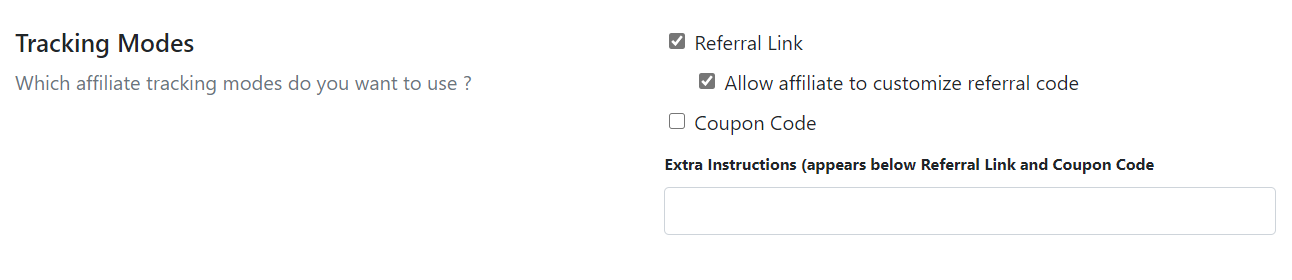 Tracking Modes
Which affiliate tracking modes do you want to use ?
Referral Link
Allow affiliate to customize referral code
Coupon Code
Extra Instructions (appears below Referral Link and Coupon Code